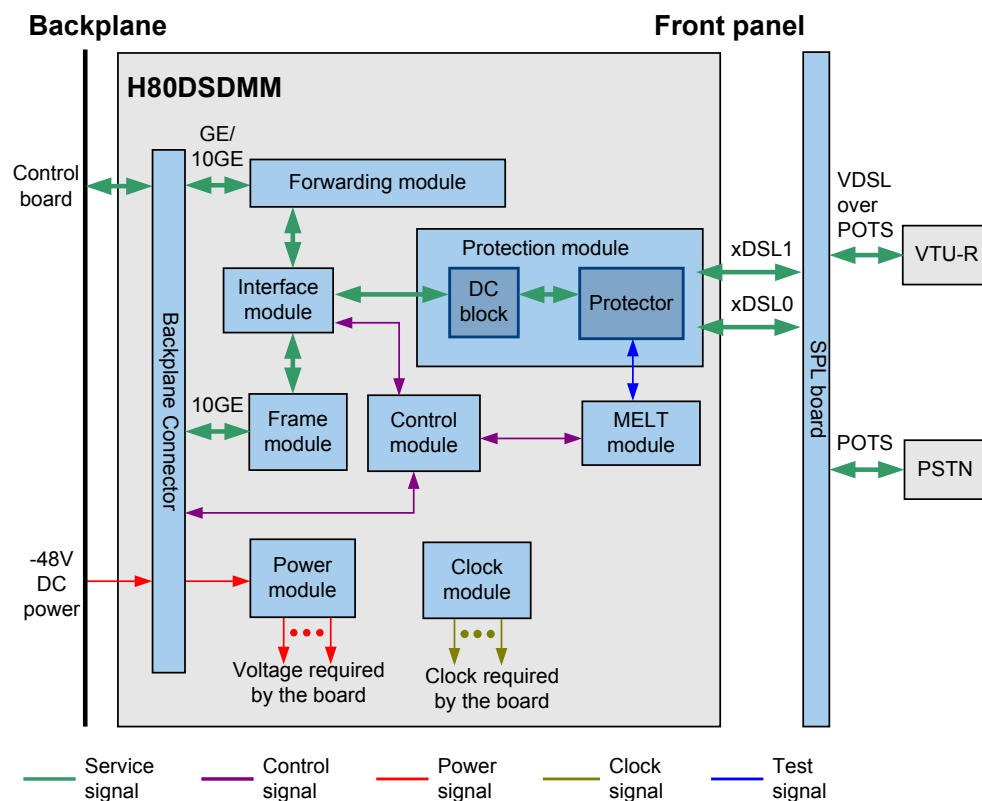 Backplane
Front panel
H80DSDMM
GE/
10GE
Control
board
Forwarding module
VDSL
over
POTS
Protection module
xDSL1
VTU-R
Interface
module
DC
block
Protector
xDSL0
Backplane Connector
SPL board
10GE
Frame
module
Control
module
MELT
module
POTS
PSTN
-48V
DC
power
Power
module
Clock
module
Voltage required
by the board
Clock required
by the board
Service
signal
Control
signal
Power
signal
Clock
signal
Test
signal